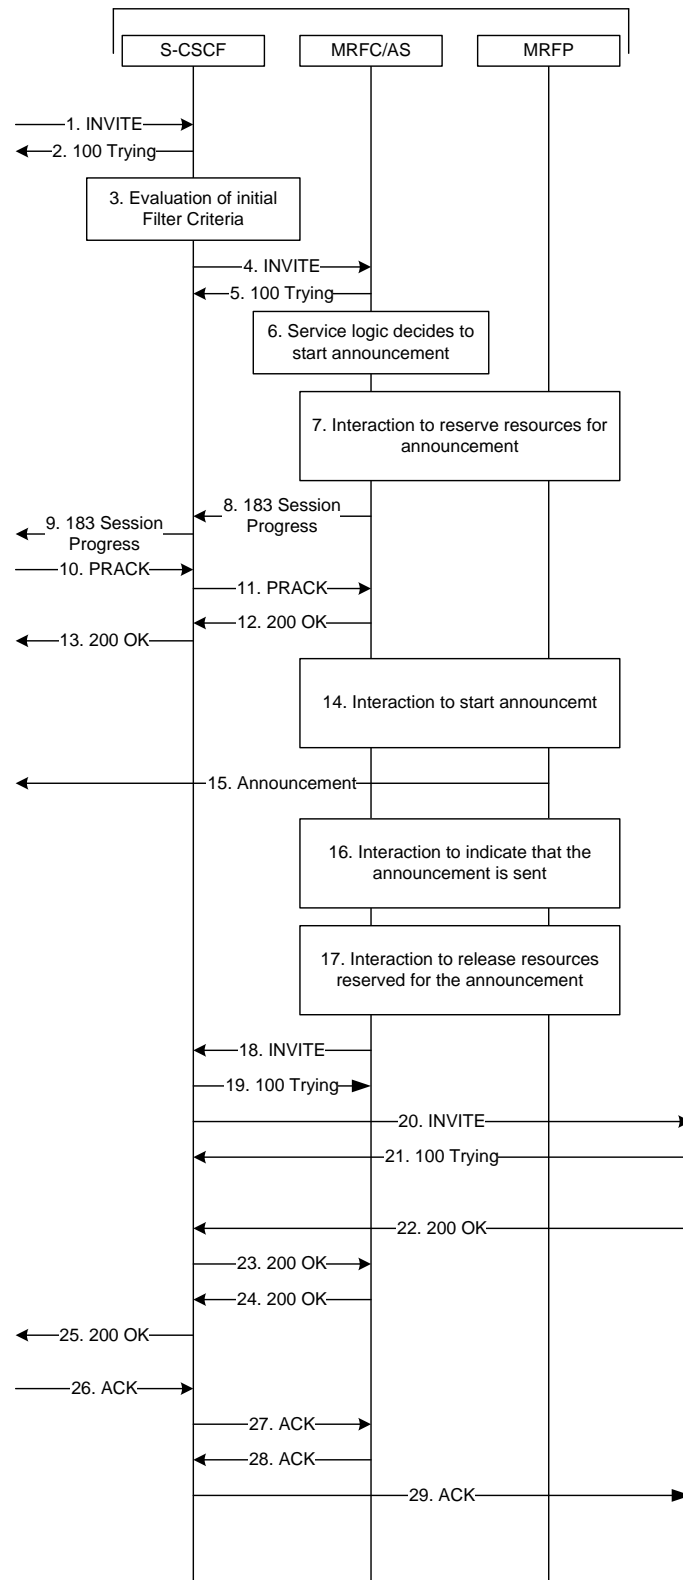 S-CSCF
MRFC/AS
MRFP
1. INVITE
2. 100 Trying
3. Evaluation of initial
Filter Criteria
4. INVITE
5. 100 Trying
6. Service logic decides to
start announcement
7. Interaction to reserve resources for
announcement
8. 183 Session
Progress
9. 183 Session
Progress
10. PRACK
11. PRACK
12. 200 OK
13. 200 OK
14. Interaction to start announcemt
15. Announcement
16. Interaction to indicate that the
announcement is sent
17. Interaction to release resources
reserved for the announcement
18. INVITE
19. 100 Trying
20. INVITE
21. 100 Trying
22. 200 OK
23. 200 OK
24. 200 OK
25. 200 OK
26. ACK
27. ACK
28. ACK
29. ACK